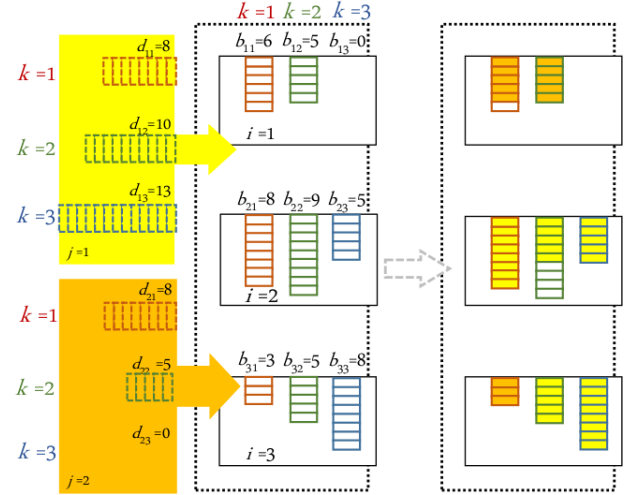 k =1 k =2 k =3
d11=8
b11=6 b12=5 b13=0
k =1
i =1
d12=10
k =2
d13=13
b21=8 b22=9 b23=5
k =3
j =1
i =2
d21=8
k =1
b31=3 b32=5 b33=8
d22=5
k =2
d23=0
k =3
i =3
j =2